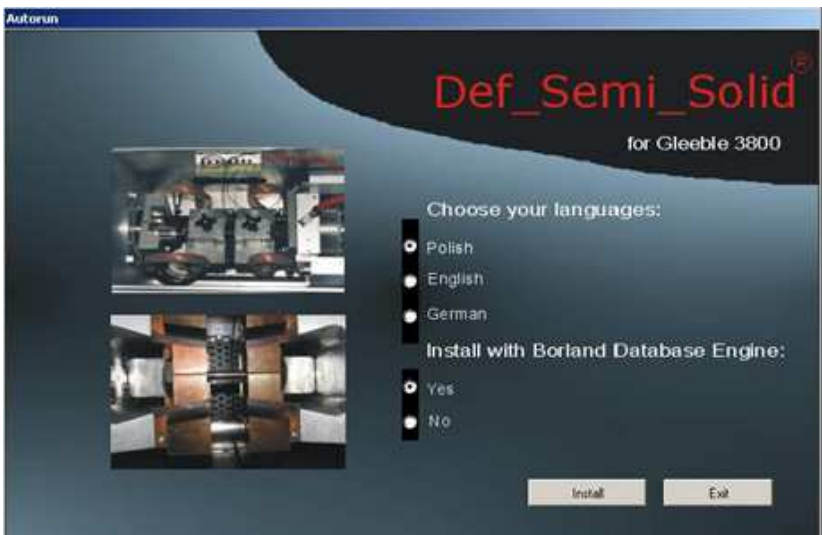 Autorun
Def_Semi_Solid®
for Gleeble 3800
Choose your languages:
Polish
English
German
Install with Borland Database Engine:
Yes
No
Install
Exit